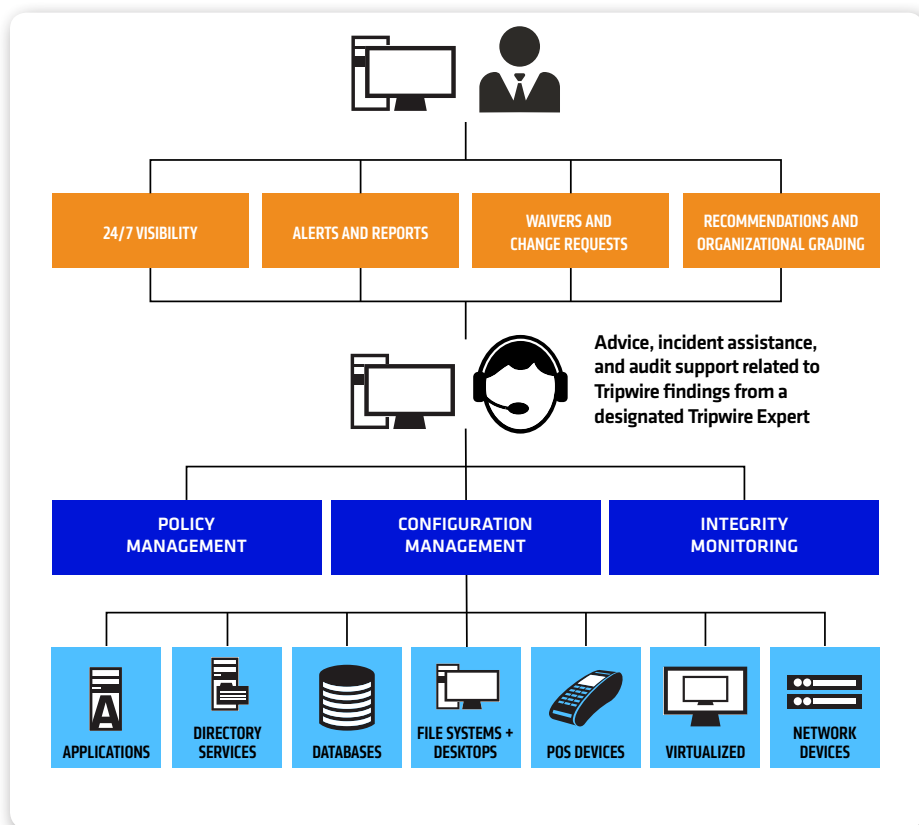 24/7 VISIBILITY
ALERTS AND REPORTS
WAIVERS AND
CHANGE REQUESTS
RECOMMENDATIONS AND
ORGANIZATIONAL GRADING
Advice, incident assistance,
and audit support related to
Tripwire findings from a
designated Tripwire Expert
POLICY
MANAGEMENT
CONFIGURATION
MANAGEMENT
INTEGRITY
MONITORING
A
APPLICATIONS
DIRECTORY
SERVICES
DATABASES
FILE SYSTEMS +
DESKTOPS
POS DEVICES
VIRTUALIZED
NETWORK
DEVICES